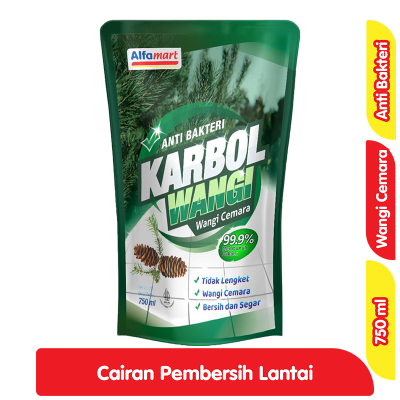 Alfamart
ANTI BAKTERI
KARBOL
WANGI
Wangi Cemara
99.9%
Tidak Lengket
Wangi Cemara
Bersih dan Segar
750 ml
Anti Bakteri
Wangi Cemara
750 ml
Cairan Pembersih Lantai